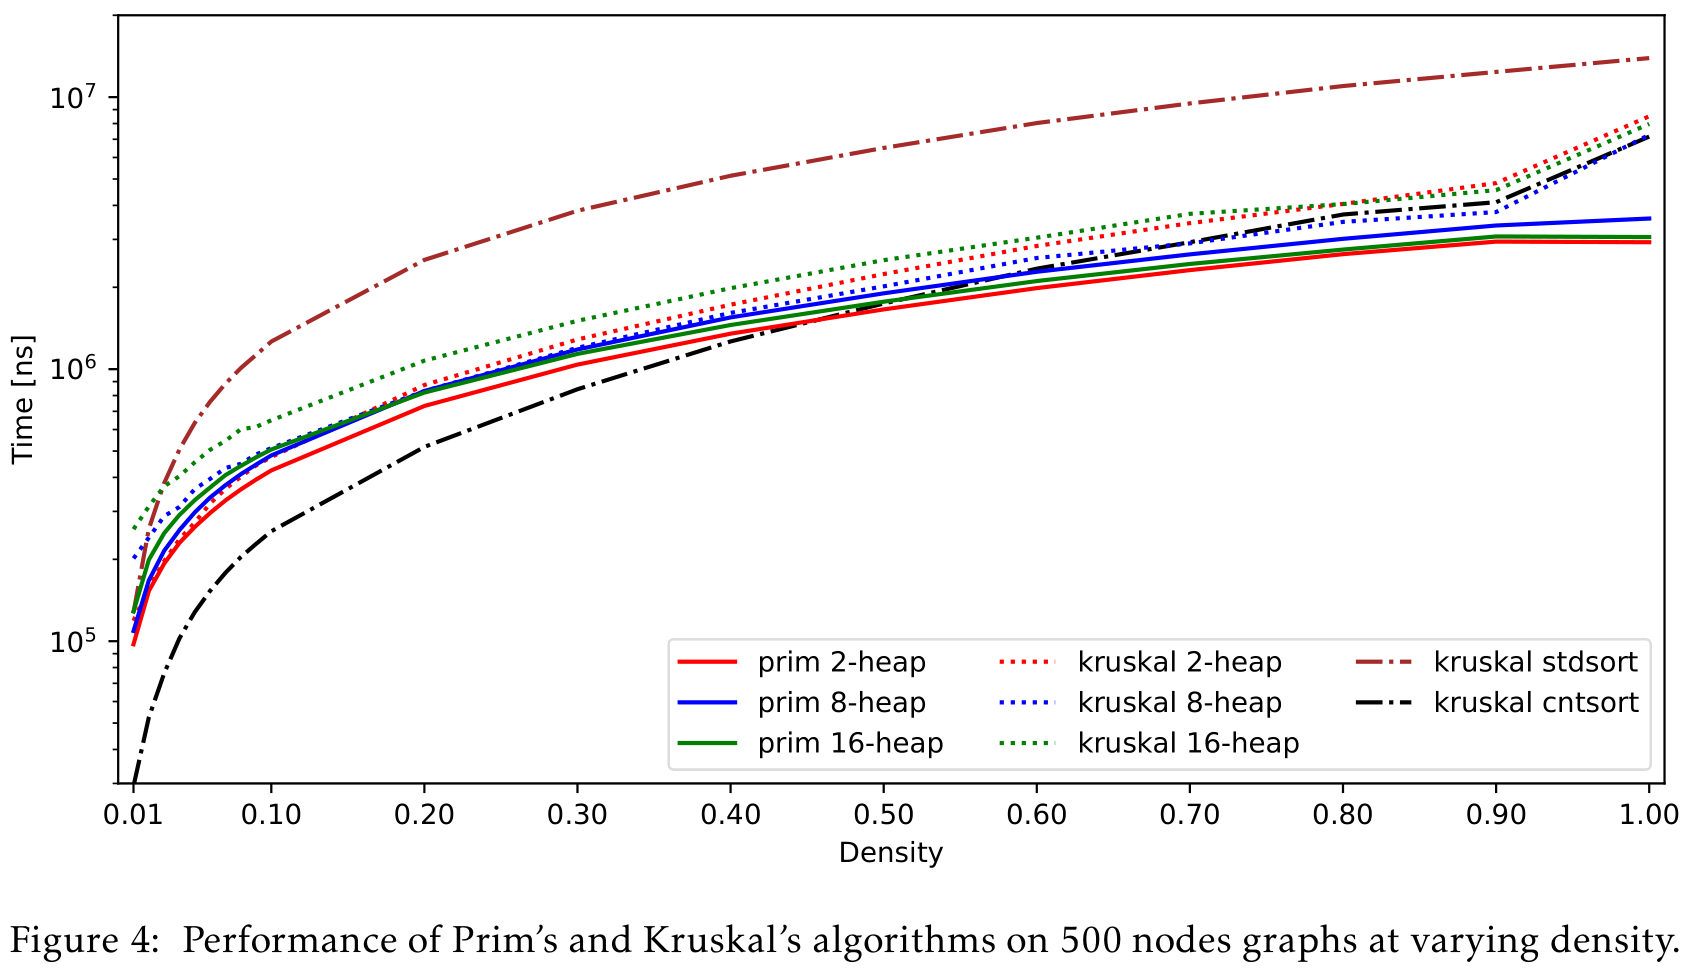 10^7
10^6
10^5
Time [ns]
prim 2-heap
prim 8-heap
prim 16-heap
kruskal 2-heap
kruskal 8-heap
kruskal 16-heap
kruskal stdsort
kruskal cntsort
0.01 0.10 0.20 0.30 0.40 0.50 0.60 0.70 0.80 0.90 1.00
Density
Figure 4: Performance of Prim’s and Kruskal’s algorithms on 500 nodes graphs at varying density.